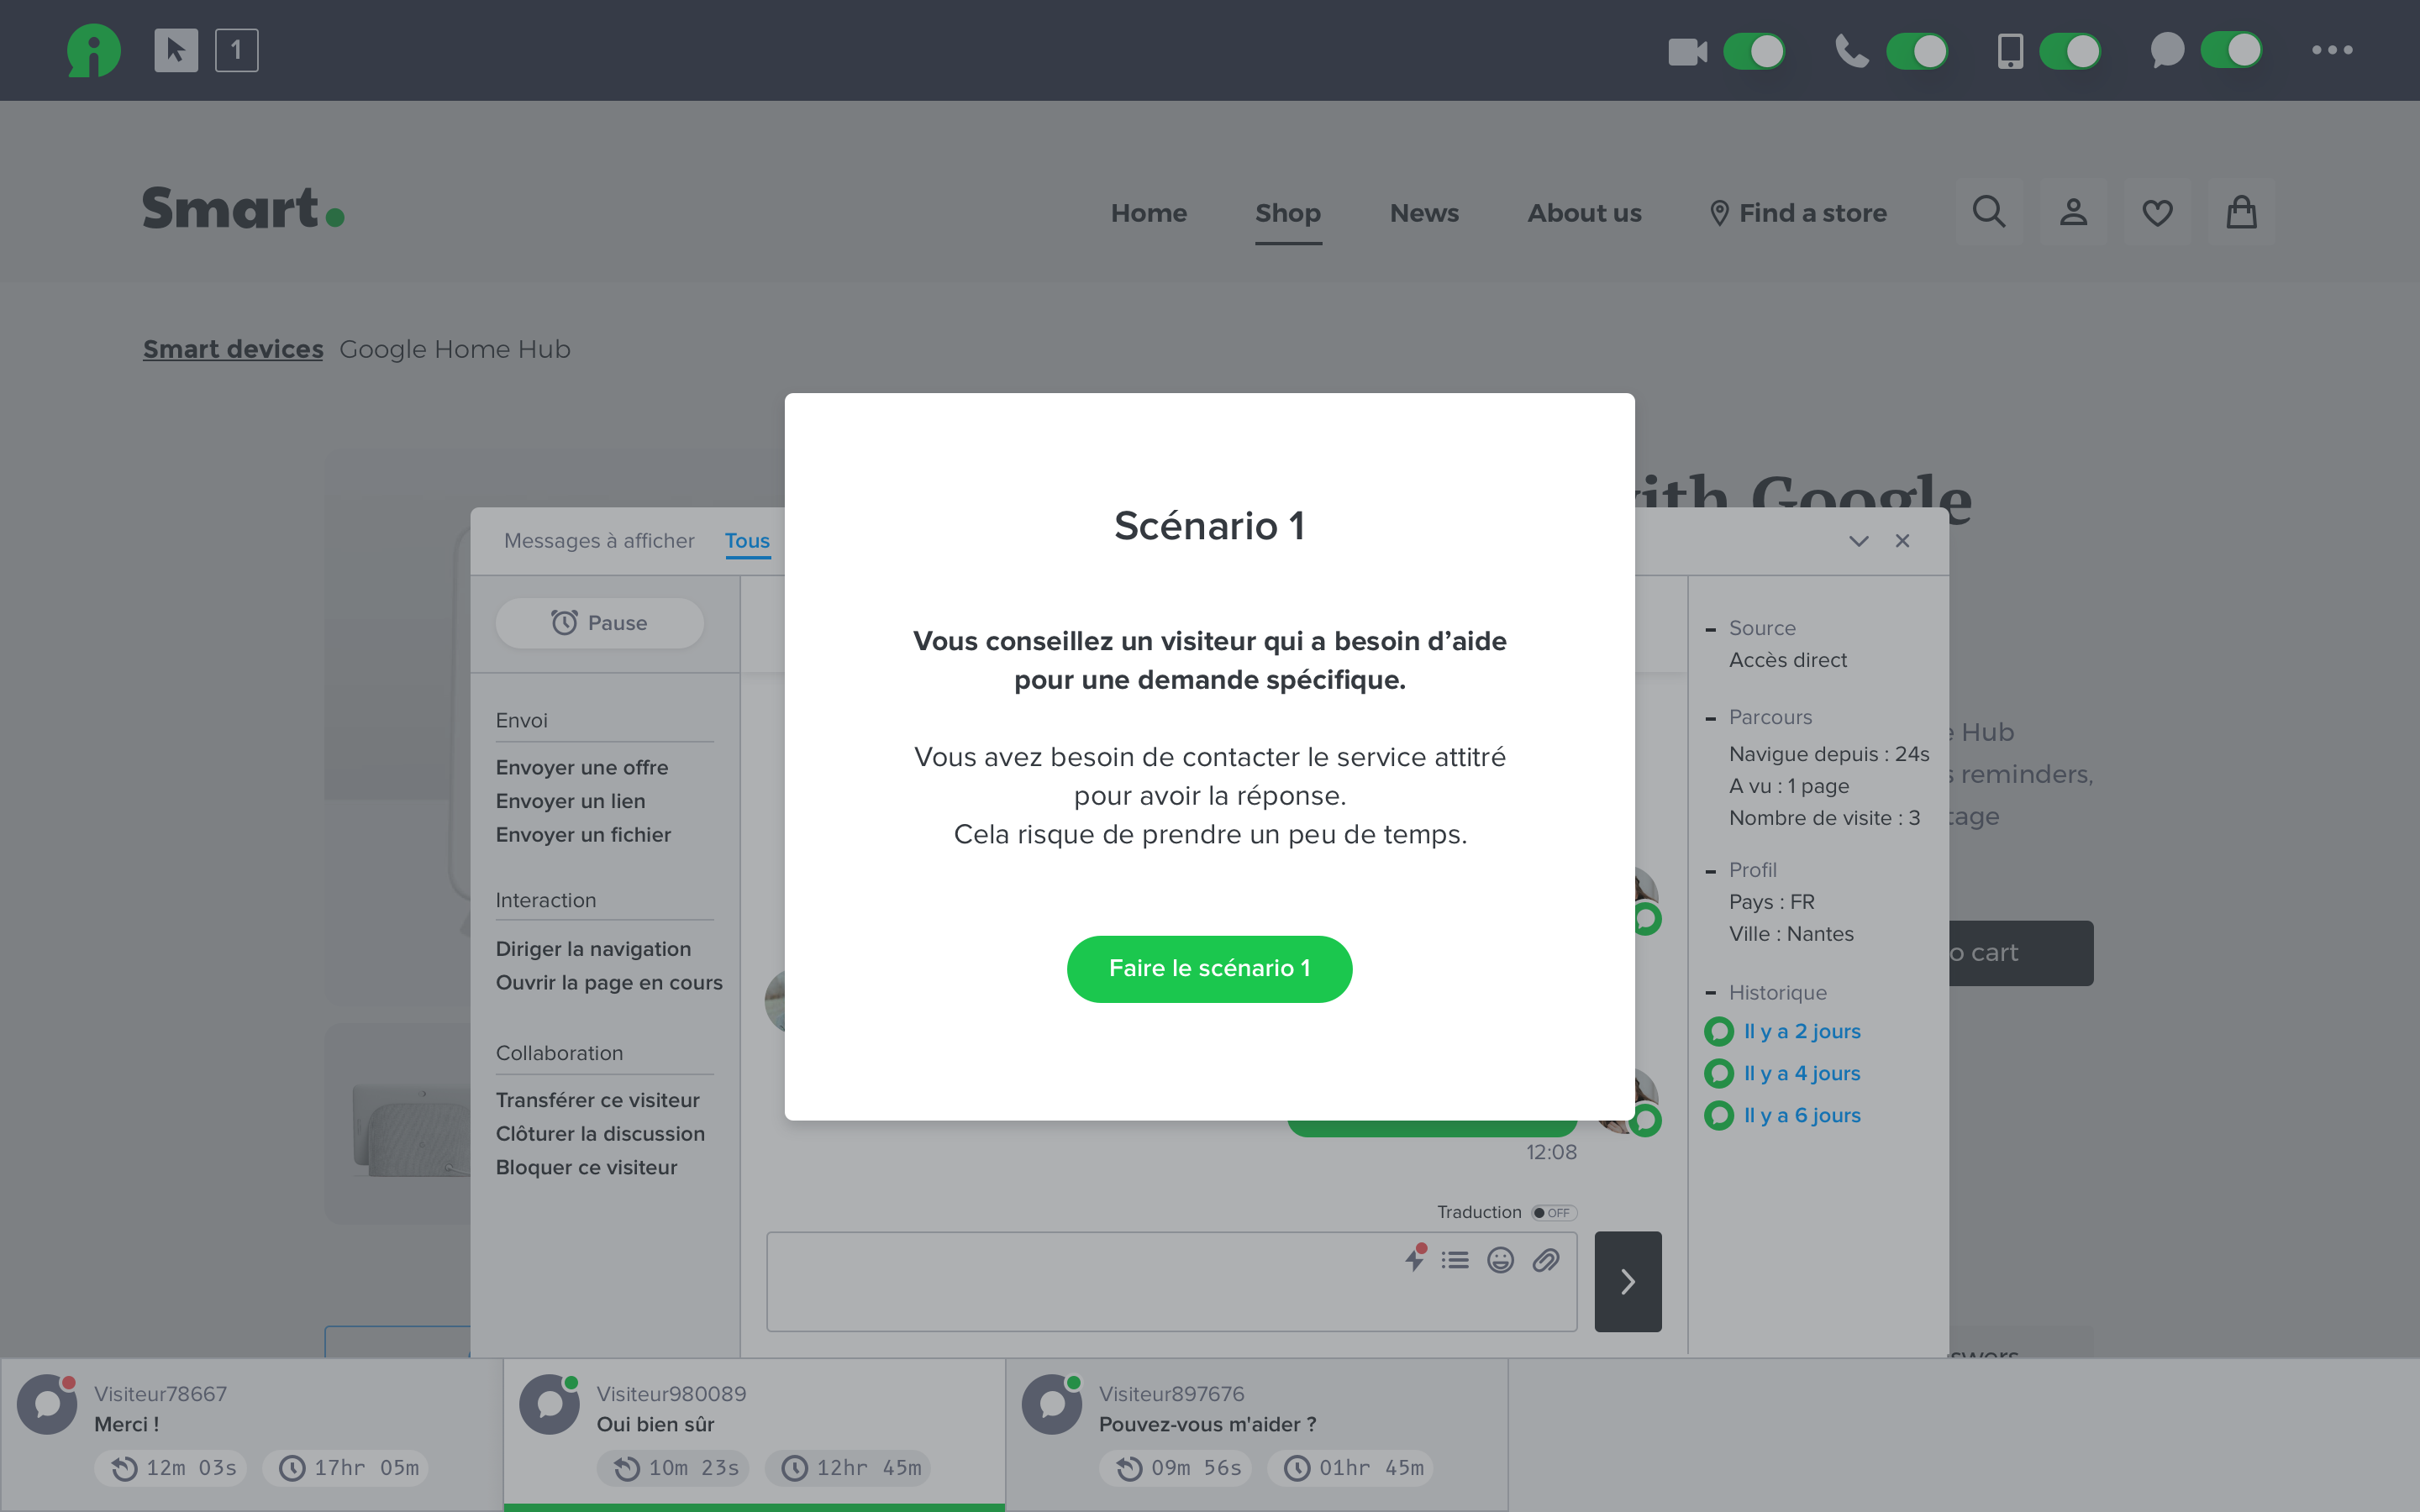 1
Smart.
Home
Shop
News
About us
Find a store
Smart devices
Google Home Hub
with Google
Messages à afficher
Tous
Pause
Envoi
Envoyer une offre
Envoyer un lien
Envoyer un fichier
Interaction
Diriger la navigation
Ouvrir la page en cours
Collaboration
Transférer ce visiteur
Clôturer la discussion
Bloquer ce visiteur
Scénario 1
Vous conseillez un visiteur qui a besoin d’aide
pour une demande spécifique.
Vous avez besoin de contacter le service attitré
pour avoir la réponse.
Cela risque de prendre un peu de temps.
Faire le scénario 1
12:08
Traduction OFF
Source
Accès direct
Parcours
Navigue depuis : 24s
A vu : 1 page
Nombre de visite : 3
Profil
Pays : FR
Ville : Nantes
Historique
Il y a 2 jours
Il y a 4 jours
Il y a 6 jours
Hub
reminders,
cart
Visiteur78667
Merci !
12m 03s
17hr 05m
Visiteur980089
Oui bien sûr
10m 23s
12hr 45m
Visiteur897676
Pouvez-vous m'aider ?
09m 56s
01hr 45m